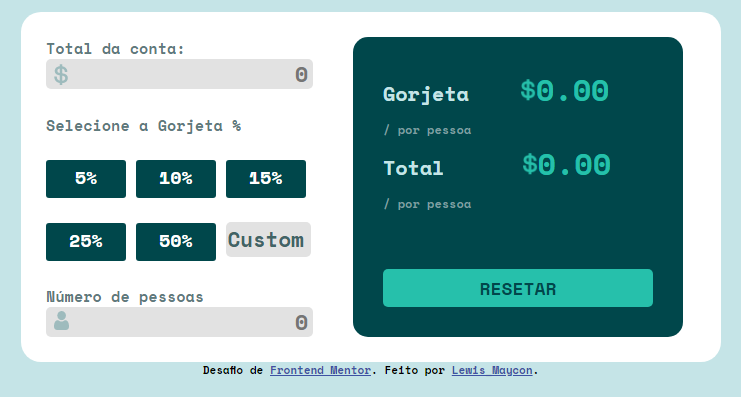 Total da conta:
$ 0
Selecione a Gorjeta %
5% 10% 15%
25% 50% Custom
Número de pessoas
0
Gorjeta $0.00
/ por pessoa
Total $0.00
/ por pessoa
RESETAR
Desafio de Frontend Mentor. Feito por Lewis Maycon.